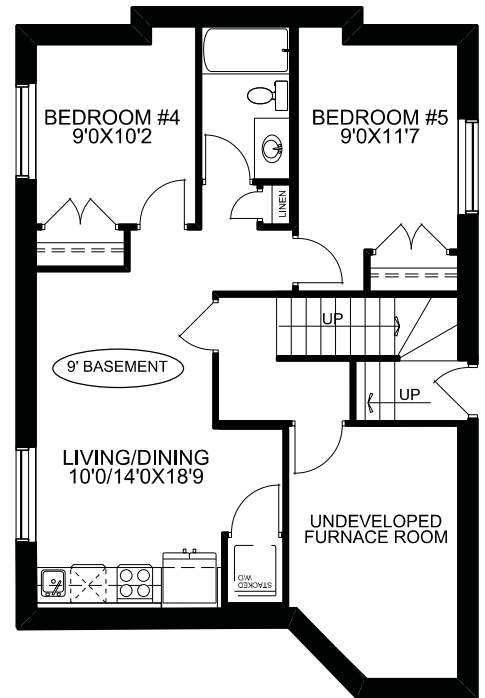 BEDROOM #4
9'0X10'2
BEDROOM #5
9'0X11'7
LINEN
UP
9' BASEMENT
UP
LIVING/DINING
10'0/14'0X18'9
UNDEVELOPED
FURNACE ROOM
STACKED
W/D